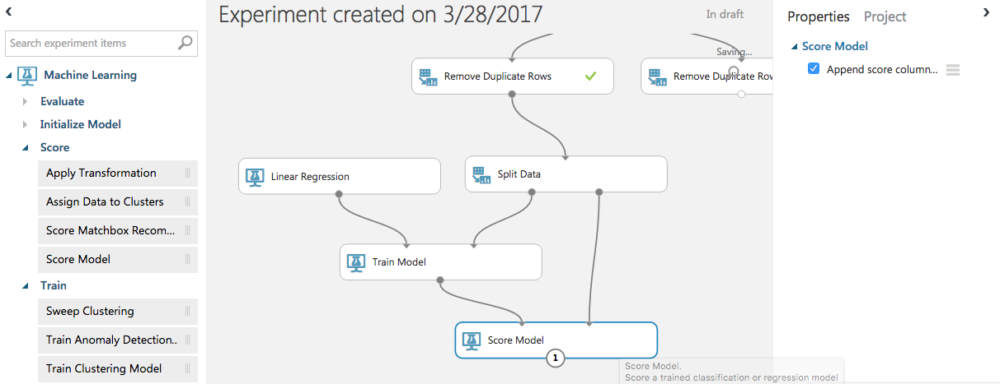 Experiment created on 3/28/2017
In draft
Properties Project
Search experiment items
Saving...
Score Model
Append score column...
Machine Learning
Remove Duplicate Rows
Remove Duplicate Row
Evaluate
Initialize Model
Score
Apply Transformation
Linear Regression
Split Data
Assign Data to Clusters
Score Matchbox Recom...
Score Model
Train Model
Train
Sweep Clustering
Train Anomaly Detection..
Score Model
1
Train Clustering Model
Score Model.
Score a trained classification or regression model